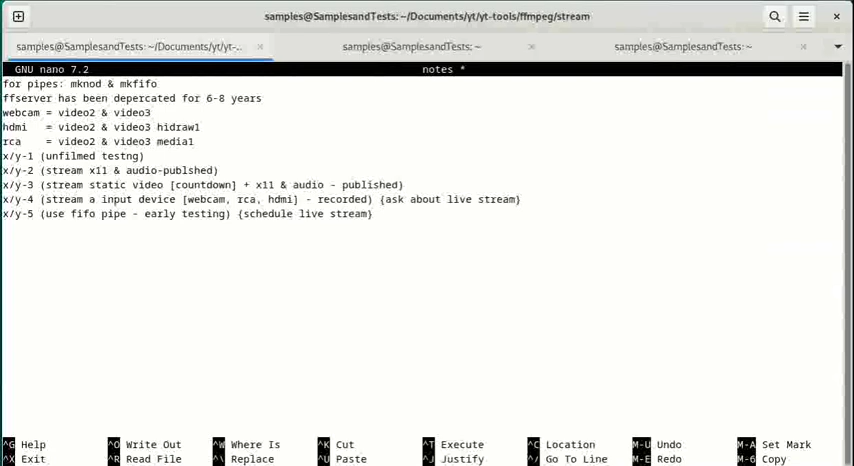 samples@SamplesandTests: ~/Documents/yt/yt-tools/ffmpeg/stream
samples@SamplesandTests: ~/Documents/yt/yt-... samples@SamplesandTests: ~ samples@SamplesandTests: ~
GNU nano 7.2 notes *
for pipes: mknod & mkfifo
ffserver has been depercated for 6-8 years
webcam = video2 & video3
hdmi   = video2 & video3 hidraw1
rca    = video2 & video3 media1
x/y-1 (unfilmed testng)
x/y-2 (stream x11 & audio-publshed)
x/y-3 (stream static video [countdown] + x11 & audio - published)
x/y-4 (stream a input device [webcam, rca, hdmi] - recorded) {ask about live stream}
x/y-5 (use fifo pipe - early testing) {schedule live stream}
^G Help ^O Write Out ^W Where Is ^K Cut ^T Execute ^C Location M-U Undo M-A Set Mark
^X Exit ^R Read File ^\ Replace ^U Paste ^J Justify ^/ Go To Line M-E Redo M-6 Copy